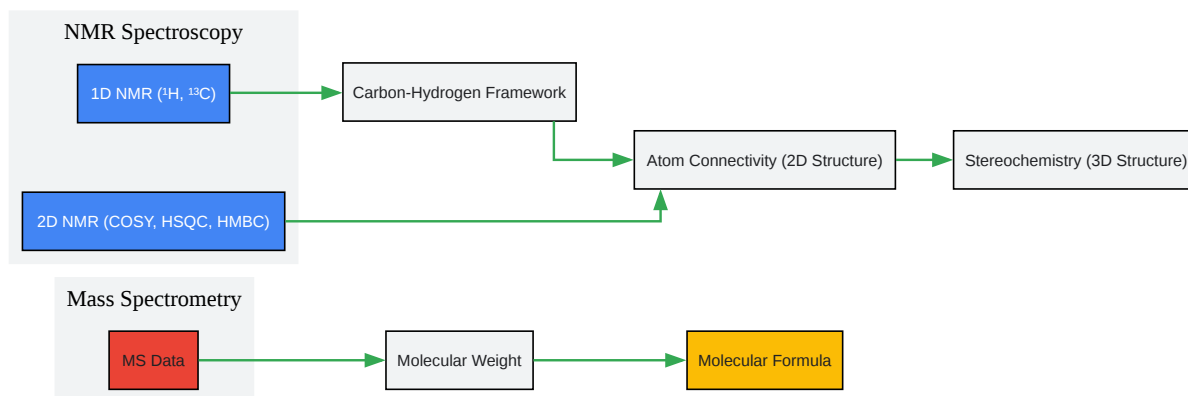 NMR Spectroscopy
1D NMR (¹H, ¹³C)
Carbon-Hydrogen Framework
Atom Connectivity (2D Structure)
Stereochemistry (3D Structure)
2D NMR (COSY, HSQC, HMBC)
Mass Spectrometry
MS Data
Molecular Weight
Molecular Formula